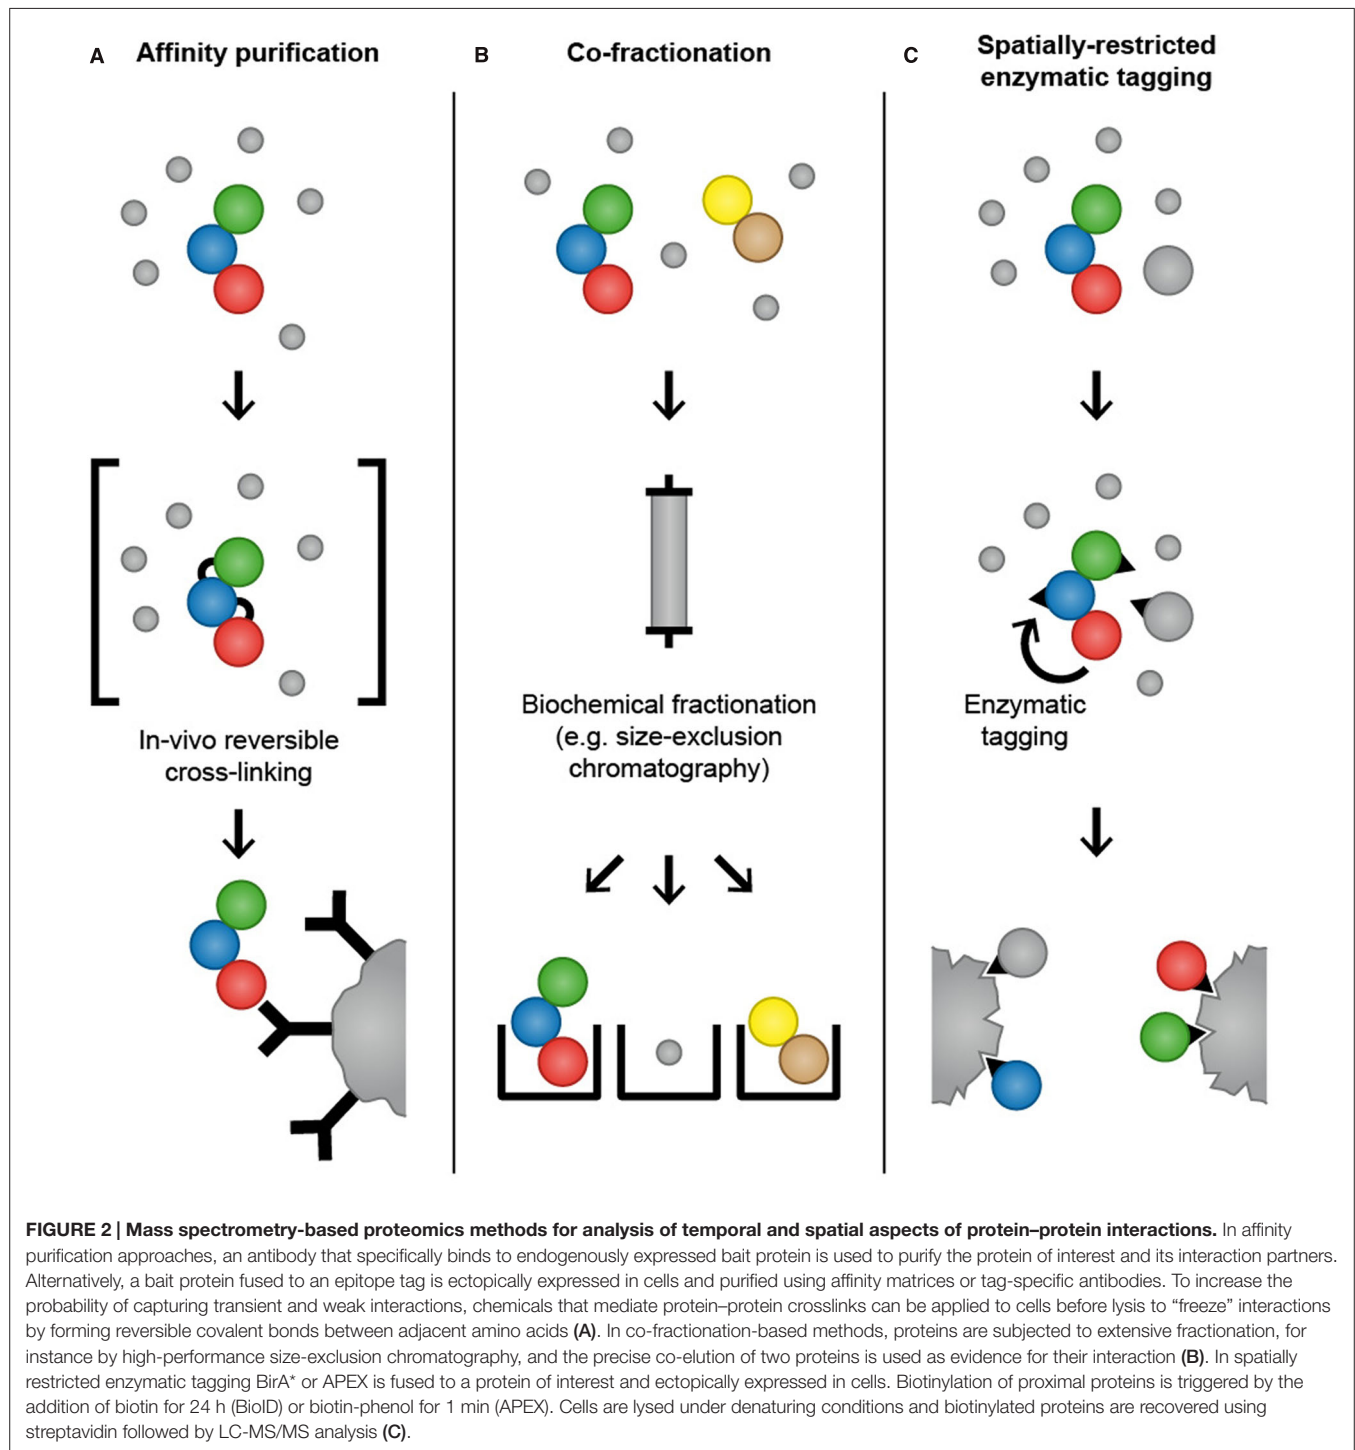 A Affinity purification
B Co-fractionation
C Spatially-restricted
enzymatic tagging
In-vivo reversible
cross-linking
Biochemical fractionation
(e.g. size-exclusion
chromatography)
Enzymatic
tagging
FIGURE 2 | Mass spectrometry-based proteomics methods for analysis of temporal and spatial aspects of protein–protein interactions. In affinity
purification approaches, an antibody that specifically binds to endogenously expressed bait protein is used to purify the protein of interest and its interaction partners.
Alternatively, a bait protein fused to an epitope tag is ectopically expressed in cells and purified using affinity matrices or tag-specific antibodies. To increase the
probability of capturing transient and weak interactions, chemicals that mediate protein–protein crosslinks can be applied to cells before lysis to “freeze” interactions
by forming reversible covalent bonds between adjacent amino acids (A). In co-fractionation-based methods, proteins are subjected to extensive fractionation, for
instance by high-performance size-exclusion chromatography, and the precise co-elution of two proteins is used as evidence for their interaction (B). In spatially
restricted enzymatic tagging BirA* or APEX is fused to a protein of interest and ectopically expressed in cells. Biotinylation of proximal proteins is triggered by the
addition of biotin for 24 h (BioID) or biotin-phenol for 1 min (APEX). Cells are lysed under denaturing conditions and biotinylated proteins are recovered using
streptavidin followed by LC-MS/MS analysis (C).